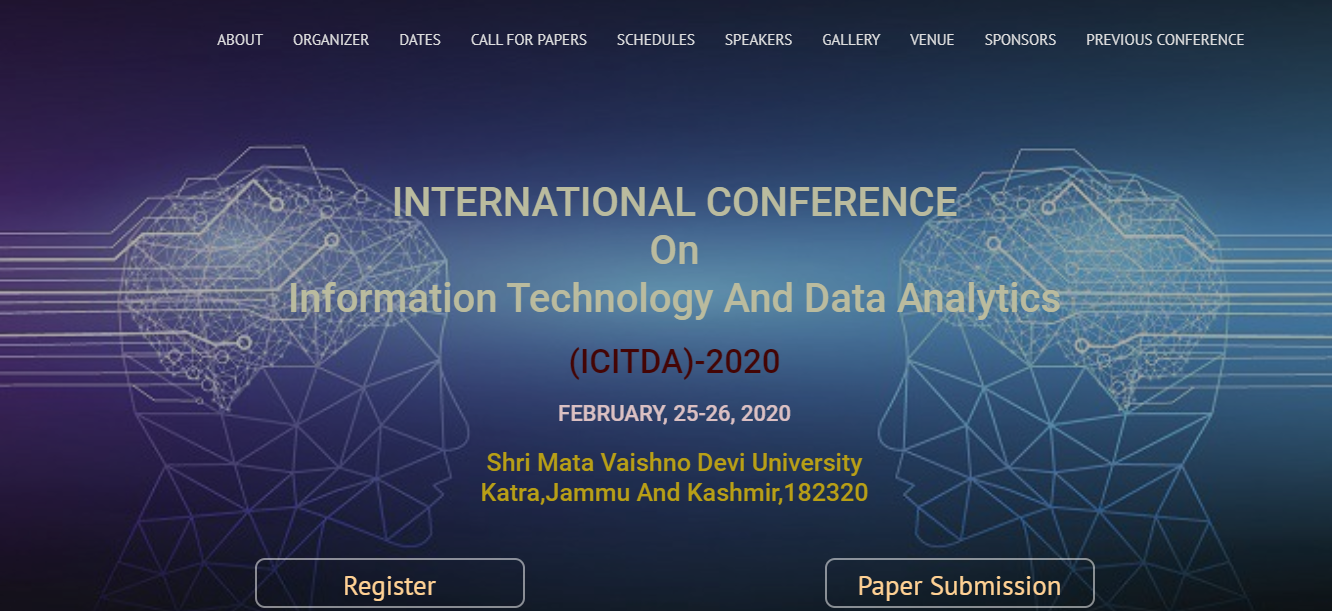 ABOUT ORGANIZER DATES CALL FOR PAPERS SCHEDULES SPEAKERS GALLERY VENUE SPONSORS PREVIOUS CONFERENCE
INTERNATIONAL CONFERENCE
On
Information Technology And Data Analytics
(ICITDA)-2020
FEBRUARY, 25-26, 2020
Shri Mata Vaishno Devi University
Katra,Jammu And Kashmir,182320
Register Paper Submission